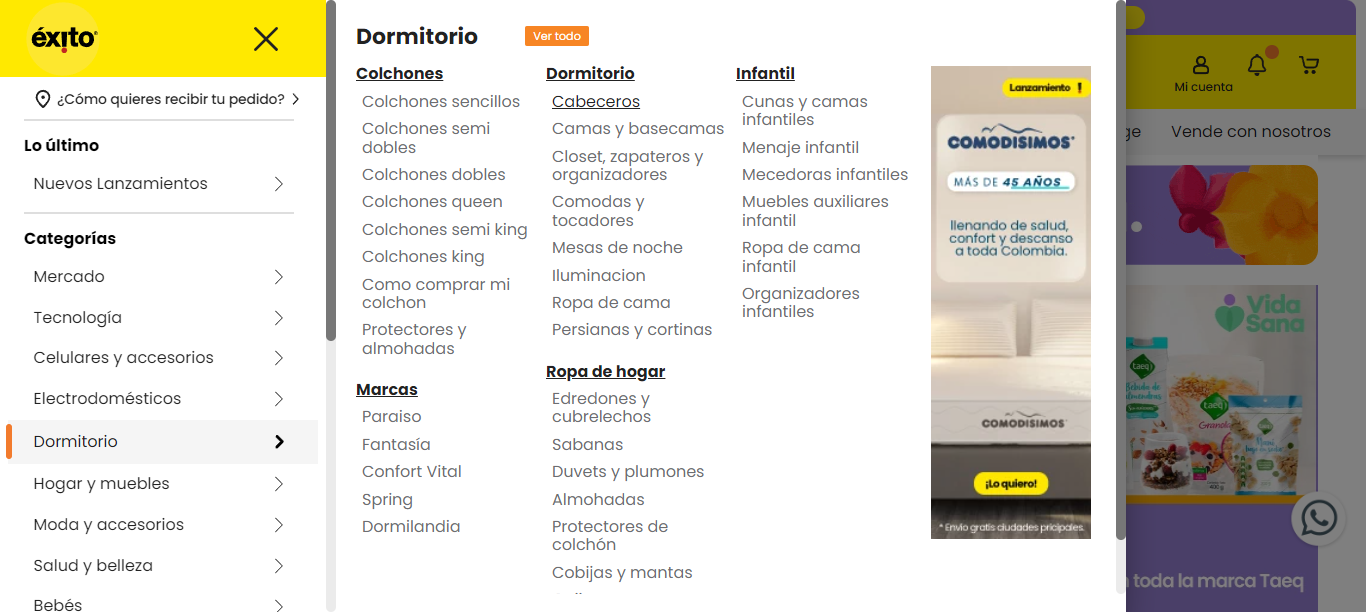 éxito
¿Cómo quieres recibir tu pedido?
Lo último
Nuevos Lanzamientos
Categorías
Mercado
Tecnología
Celulares y accesorios
Electrodomésticos
Dormitorio
Hogar y muebles
Moda y accesorios
Salud y belleza
Bebés
Dormitorio
Ver todo
Colchones
Colchones sencillos
Colchones semi
dobles
Colchones dobles
Colchones queen
Colchones semi king
Colchones king
Como comprar mi
colchon
Protectores y
almohadas
Marcas
Paraiso
Fantasía
Confort Vital
Spring
Dormilandia
Dormitorio
Cabeceros
Camas y basecamas
Closet, zapateros y
organizadores
Comodas y
tocadores
Mesas de noche
Iluminacion
Ropa de cama
Persianas y cortinas
Ropa de hogar
Edredones y
cubrelechos
Sabanas
Duvets y plumones
Almohadas
Protectores de
colchón
Cobijas y mantas
Infantil
Cunas y camas
infantiles
Menaje infantil
Mecedoras infantiles
Muebles auxiliares
infantil
Ropa de cama
infantil
Organizadores
infantiles
Lanzamiento
COMODISIMOS
MÁS DE 45 AÑOS
llenando de salud,
confort y descanso
a toda Colombia.
COMODISIMOS
¡Lo quiero!
* Envio gratis ciudades pricipales.
Mi cuenta
Vende con nosotros
Vida
Sana
taeq
Bebida de
almendras
taeq
Granola
taeq
400 g
toda la marca Taeq